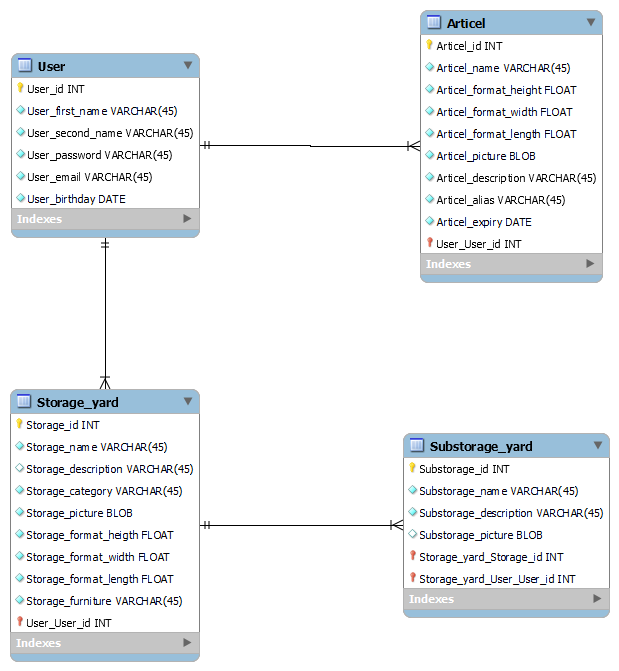 User
User_id INT
User_first_name VARCHAR(45)
User_second_name VARCHAR(45)
User_password VARCHAR(45)
User_email VARCHAR(45)
User_birthday DATE
Indexes
Articel
Articel_id INT
Articel_name VARCHAR(45)
Articel_format_height FLOAT
Articel_format_width FLOAT
Articel_format_length FLOAT
Articel_picture BLOB
Articel_description VARCHAR(45)
Articel_alias VARCHAR(45)
Articel_expiry DATE
User_User_id INT
Indexes
Storage_yard
Storage_id INT
Storage_name VARCHAR(45)
Storage_description VARCHAR(45)
Storage_category VARCHAR(45)
Storage_picture BLOB
Storage_format_heigth FLOAT
Storage_format_width FLOAT
Storage_format_length FLOAT
Storage_furniture VARCHAR(45)
User_User_id INT
Indexes
Substorage_yard
Substorage_id INT
Substorage_name VARCHAR(45)
Substorage_description VARCHAR(45)
Substorage_picture BLOB
Storage_yard_Storage_id INT
Storage_yard_User_User_id INT
Indexes